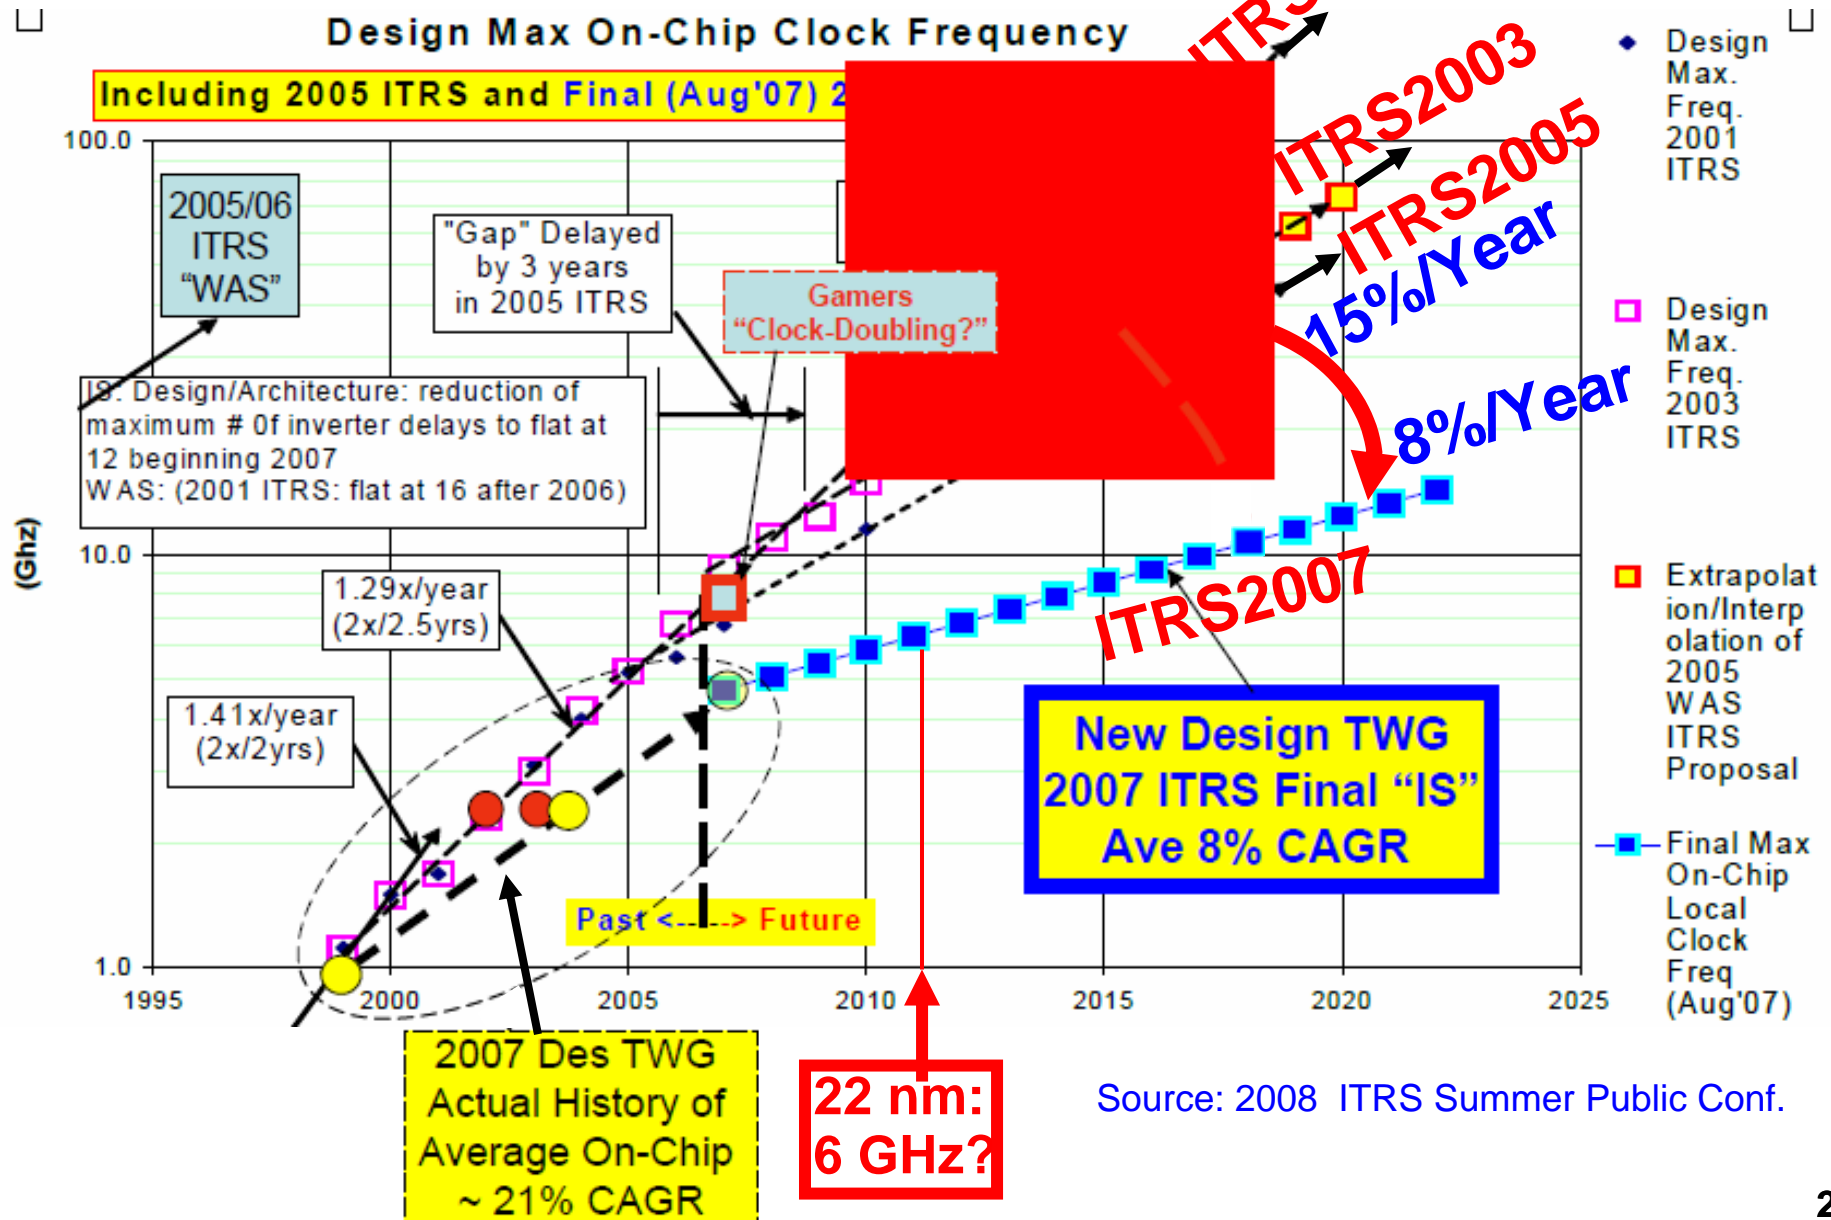 Design Max On-Chip Clock Frequency
Including 2005 ITRS and Final (Aug'07) 2
ITRS
ITRS2003
ITRS2005
15%/Year
8%/Year
ITRS2007
(Ghz)
100.0
10.0
1.0
1995
2000
2005
2010
2015
2020
2025
2005/06
ITRS
“WAS”
"Gap" Delayed
by 3 years
in 2005 ITRS
Gamers
“Clock-Doubling?”
IS: Design/Architecture: reduction of
maximum # 0f inverter delays to flat at
12 beginning 2007
WAS: (2001 ITRS: flat at 16 after 2006)
1.29x/year
(2x/2.5yrs)
1.41x/year
(2x/2yrs)
Past <-----> Future
New Design TWG
2007 ITRS Final “IS”
Ave 8% CAGR
2007 Des TWG
Actual History of
Average On-Chip
~ 21% CAGR
22 nm:
6 GHz?
Source: 2008 ITRS Summer Public Conf.
Design
Max.
Freq.
2001
ITRS
Design
Max.
Freq.
2003
ITRS
Extrapolat
ion/Interp
olation of
2005
WAS
ITRS
Proposal
Final Max
On-Chip
Local
Clock
Freq
(Aug'07)
2